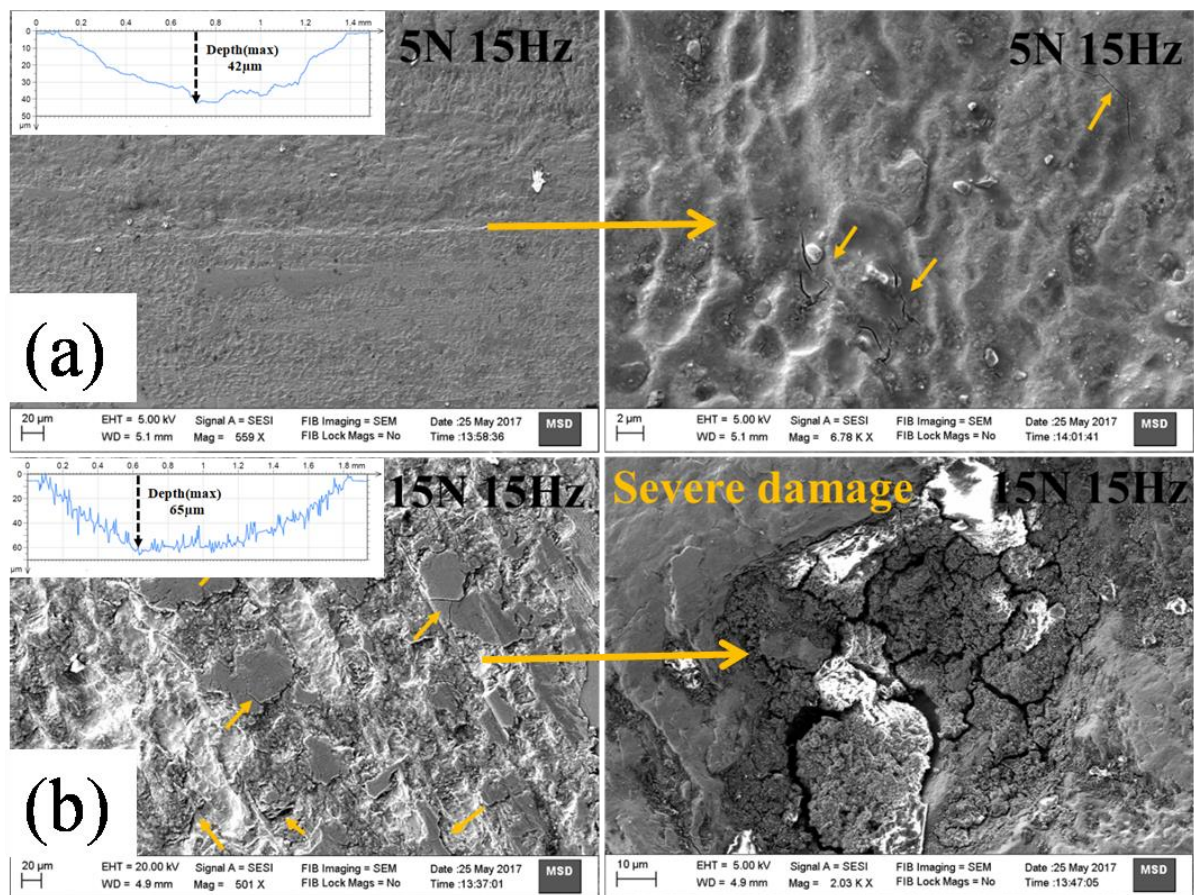 0 0.2 0.4 0.6 0.8 1 1.2 1.4 mm
0
10
20
30
40
50
µm
Depth(max)
42µm
5N 15Hz
(a)
20 µm
EHT = 5.00 kV Signal A = SESI FIB Imaging = SEM Date :25 May 2017
WD = 5.1 mm Mag = 559 X FIB Lock Mags = No Time :13:58:36
MSD
5N 15Hz
2 µm
EHT = 5.00 kV Signal A = SESI FIB Imaging = SEM Date :25 May 2017
WD = 5.1 mm Mag = 6.78 K X FIB Lock Mags = No Time :14:01:41
MSD
0 0.2 0.4 0.6 0.8 1 1.2 1.4 1.6 1.8 mm
0
20
40
60
µm
Depth(max)
65µm
15N 15Hz
(b)
20 µm
EHT = 20.00 kV Signal A = SESI FIB Imaging = SEM Date :25 May 2017
WD = 4.9 mm Mag = 501 X FIB Lock Mags = No Time :13:37:01
MSD
Severe damage 15N 15Hz
10 µm
EHT = 5.00 kV Signal A = SESI FIB Imaging = SEM Date :25 May 2017
WD = 4.9 mm Mag = 2.03 K X FIB Lock Mags = No Time :13:47:05
MSD